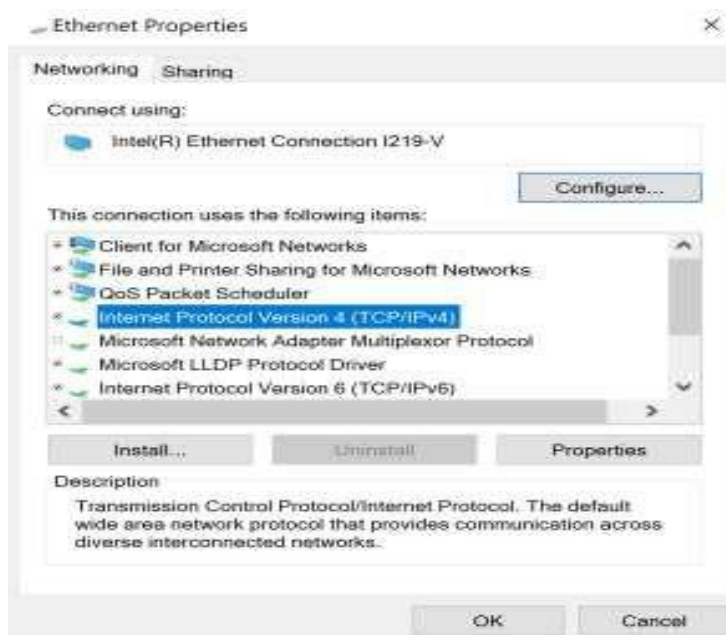 Ethernet Properties
Networking Sharing
Connect using:
Intel(R) Ethernet Connection I219-V
Configure...
This connection uses the following items:
Client for Microsoft Networks
File and Printer Sharing for Microsoft Networks
QoS Packet Scheduler
Internet Protocol Version 4 (TCP/IPv4)
Microsoft Network Adapter Multiplexor Protocol
Microsoft LLDP Protocol Driver
Internet Protocol Version 6 (TCP/IPv6)
Install... Uninstall Properties
Description
Transmission Control Protocol/Internet Protocol. The default
wide area network protocol that provides communication across
diverse interconnected networks.
OK Cancel